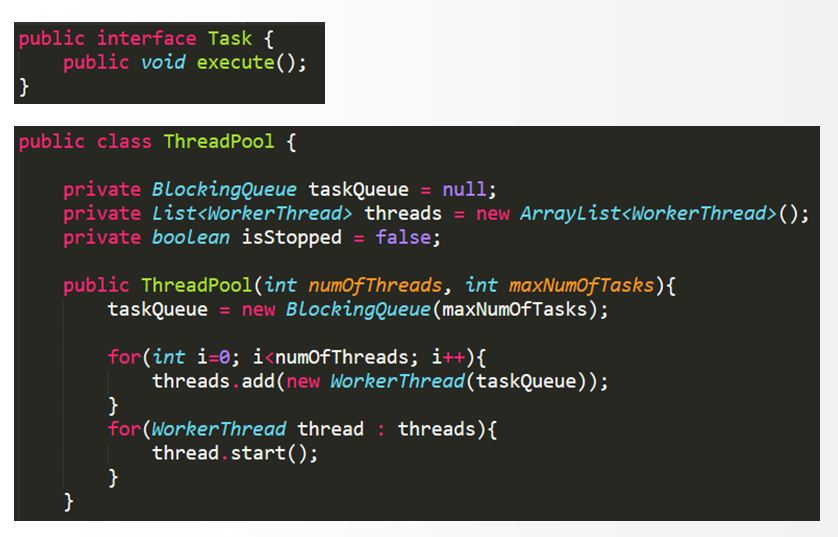 public interface Task {
    public void execute();
}
public class ThreadPool {
    private BlockingQueue taskQueue = null;
    private List<WorkerThread> threads = new ArrayList<WorkerThread>();
    private boolean isStopped = false;
    public ThreadPool(int numOfThreads, int maxNumOfTasks){
        taskQueue = new BlockingQueue(maxNumOfTasks);
        for(int i=0; i<numOfThreads; i++){
            threads.add(new WorkerThread(taskQueue));
        }
        for(WorkerThread thread : threads){
            thread.start();
        }
    }